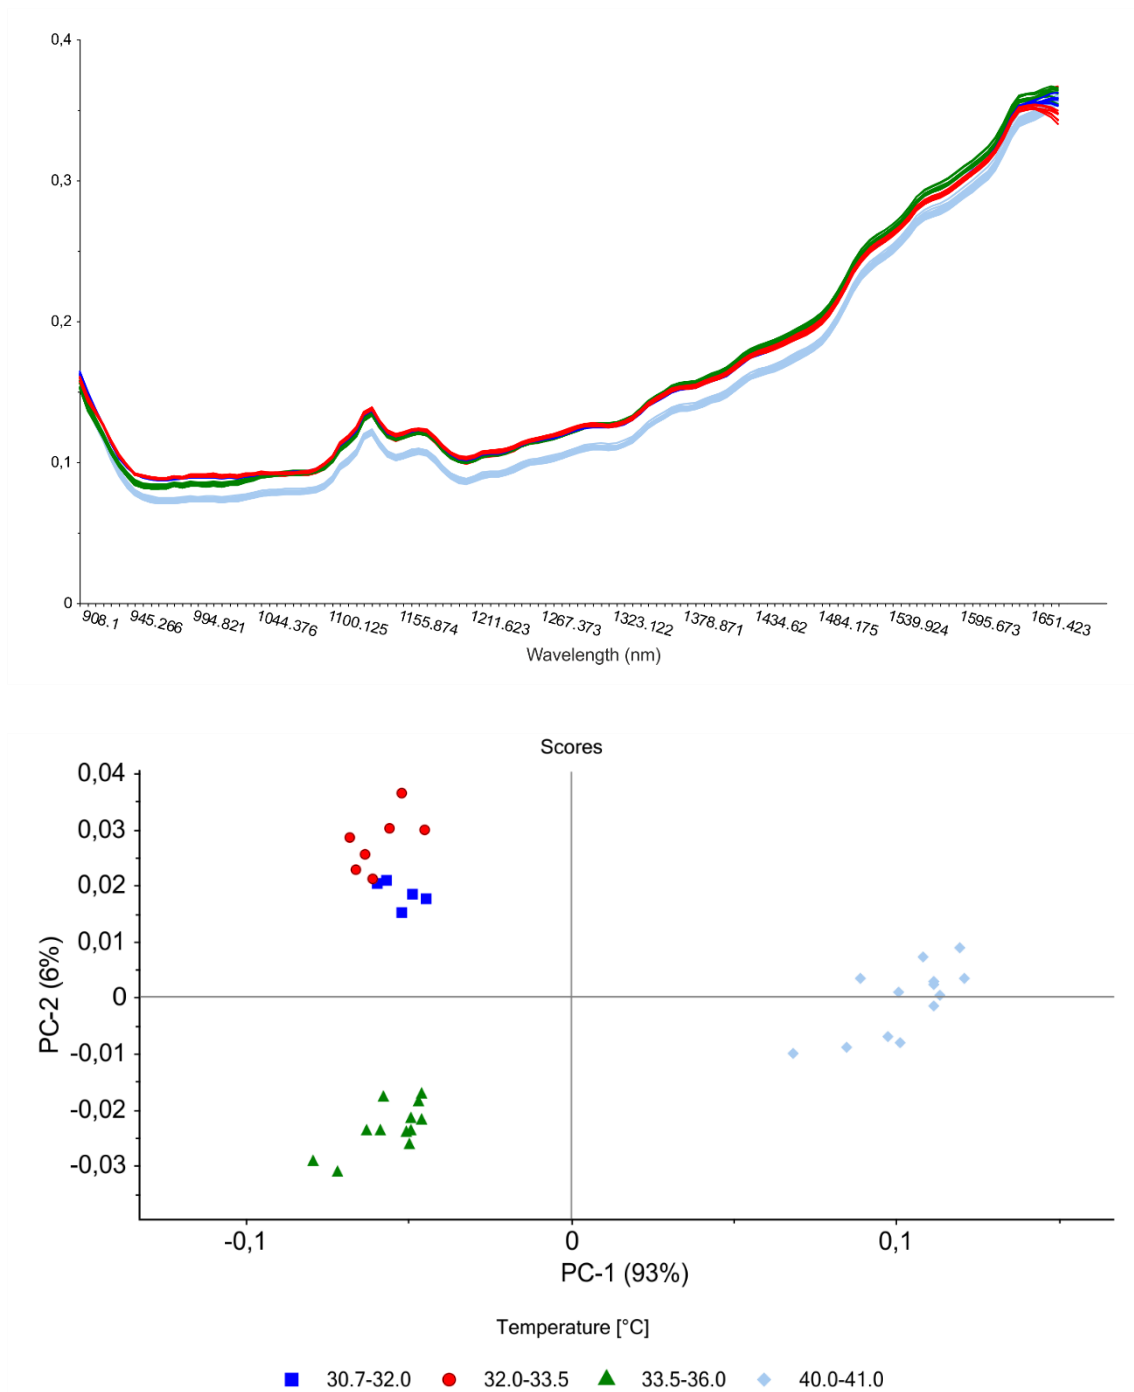 0,4
0,3
0,2
0,1
0
908.1 945.266 994.821 1044.376 1100.125 1155.874 1211.623 1267.373 1323.122 1378.871 1434.62 1484.175 1539.924 1595.673 1651.423
Wavelength (nm)
Scores
0,04
0,03
0,02
0,01
0
-0,01
-0,02
-0,03
PC-2 (6%)
-0,1 0 0,1
PC-1 (93%)
Temperature [°C]
30.7-32.0 32.0-33.5 33.5-36.0 40.0-41.0